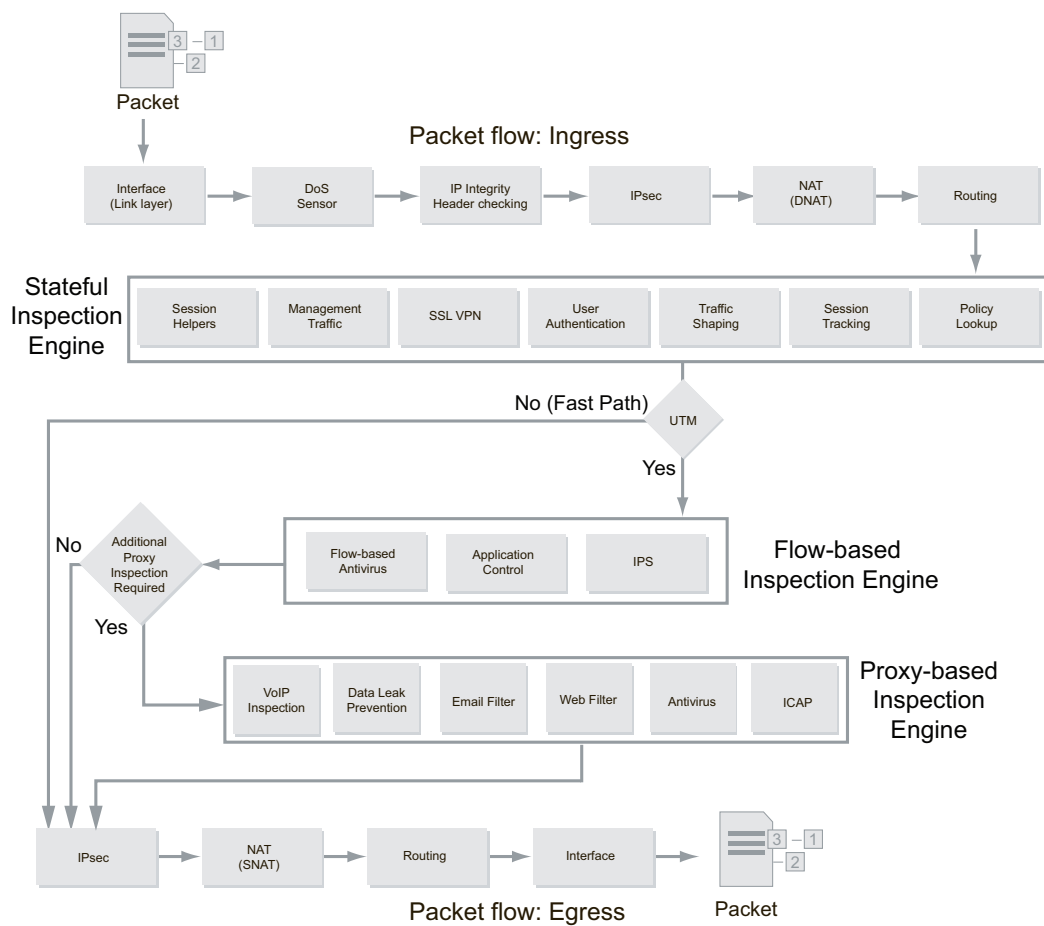 3
1
2
Packet
Packet flow: Ingress
Interface
(Link layer)
DoS
Sensor
IP Integrity
Header checking
IPsec
NAT
(DNAT)
Routing
Stateful
Inspection
Engine
Session
Helpers
Management
Traffic
SSL VPN
User
Authentication
Traffic
Shaping
Session
Tracking
Policy
Lookup
No (Fast Path)
UTM
Yes
No
Additional
Proxy
Inspection
Required
Yes
Flow-based
Antivirus
Application
Control
IPS
Flow-based
Inspection Engine
VoIP
Inspection
Data Leak
Prevention
Email Filter
Web Filter
Antivirus
ICAP
Proxy-based
Inspection
Engine
IPsec
NAT
(SNAT)
Routing
Interface
3
1
2
Packet
Packet flow: Egress